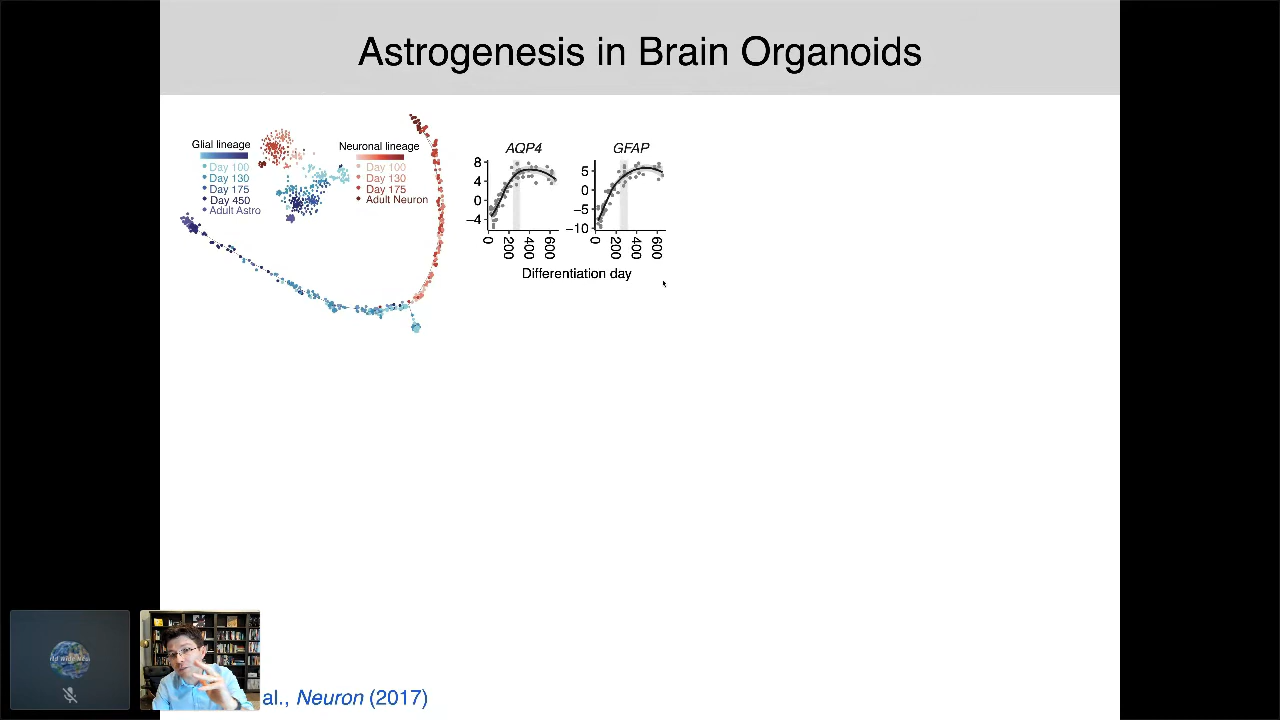 Astrogenesis in Brain Organoids
Glial lineage
Day 100
Day 130
Day 175
Day 450
Adult Astro
Neuronal lineage
Day 100
Day 130
Day 175
Adult Neuron
AQP4
8
4
0
−4
0
200
400
600
GFAP
5
0
−5
−10
0
200
400
600
Differentiation day
al., Neuron (2017)